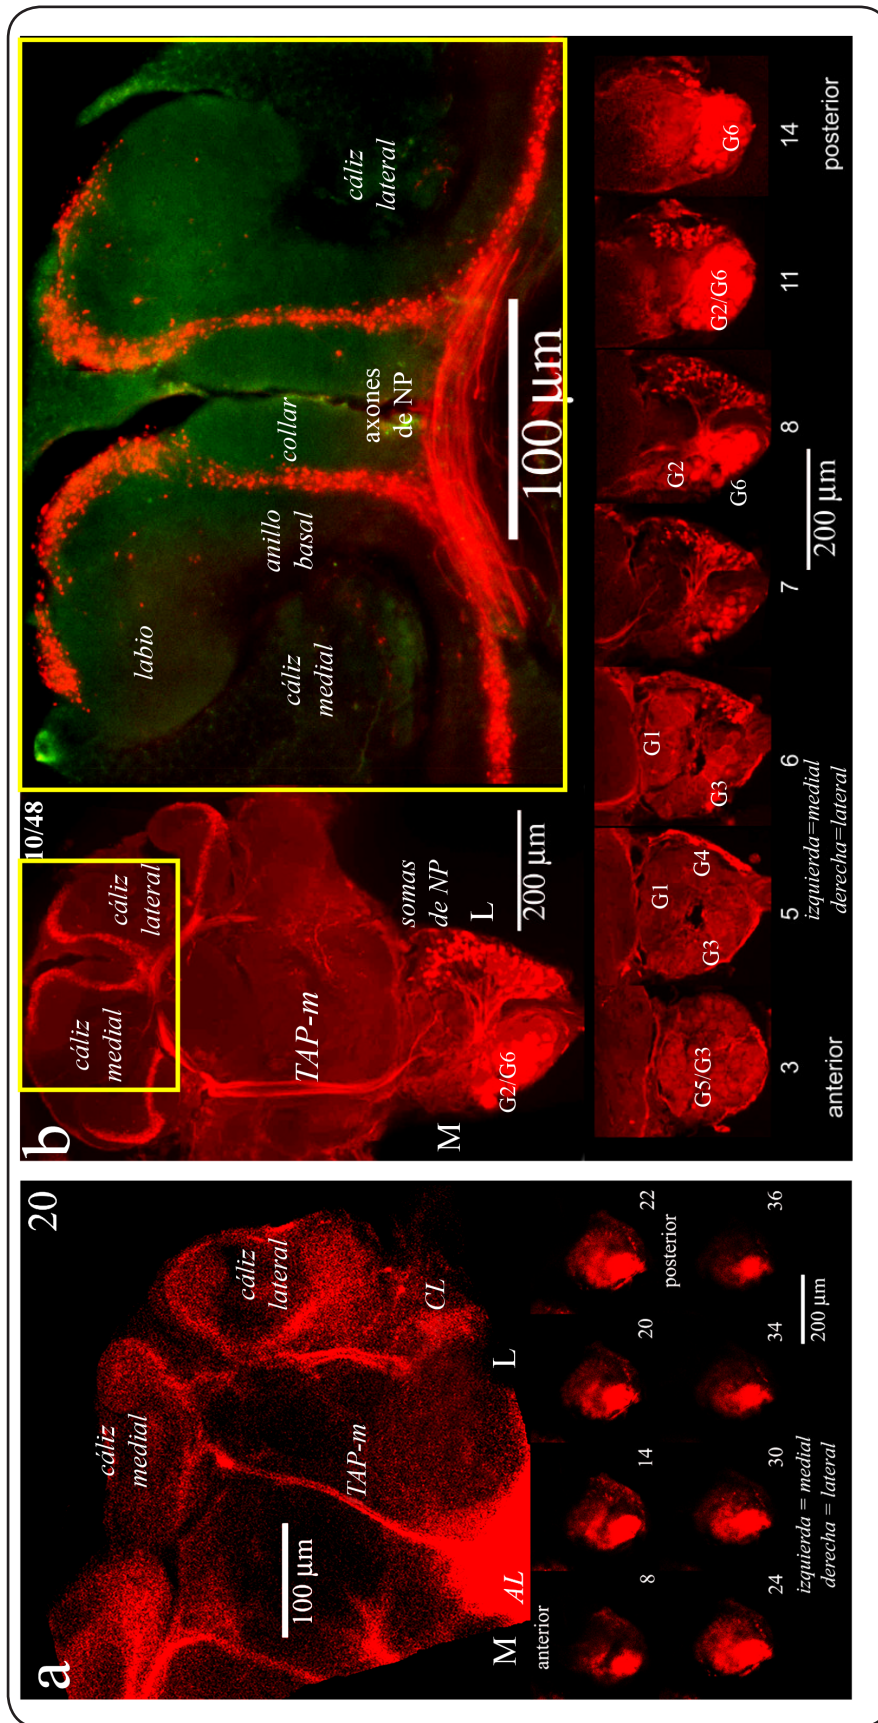 a
20
cáliz
medial
cáliz
lateral
CL
TAP-m
100 µm
AL
M
L
anterior
8
14
20
22
posterior
24
30
34
36
izquierda = medial
derecha = lateral
200 µm
b
10/48
cáliz
medial
cáliz
lateral
TAP-m
somas
de NP
M
L
G2/G6
200 µm
labio
cáliz
medial
anillo
basal
collar
axones
de NP
cáliz
lateral
100 µm
G5/G3
G1
G3
G4
G1
G3
G2
G6
G2/G6
G6
3
5
6
7
8
11
14
anterior
izquierda=medial
derecha=lateral
200 µm
posterior